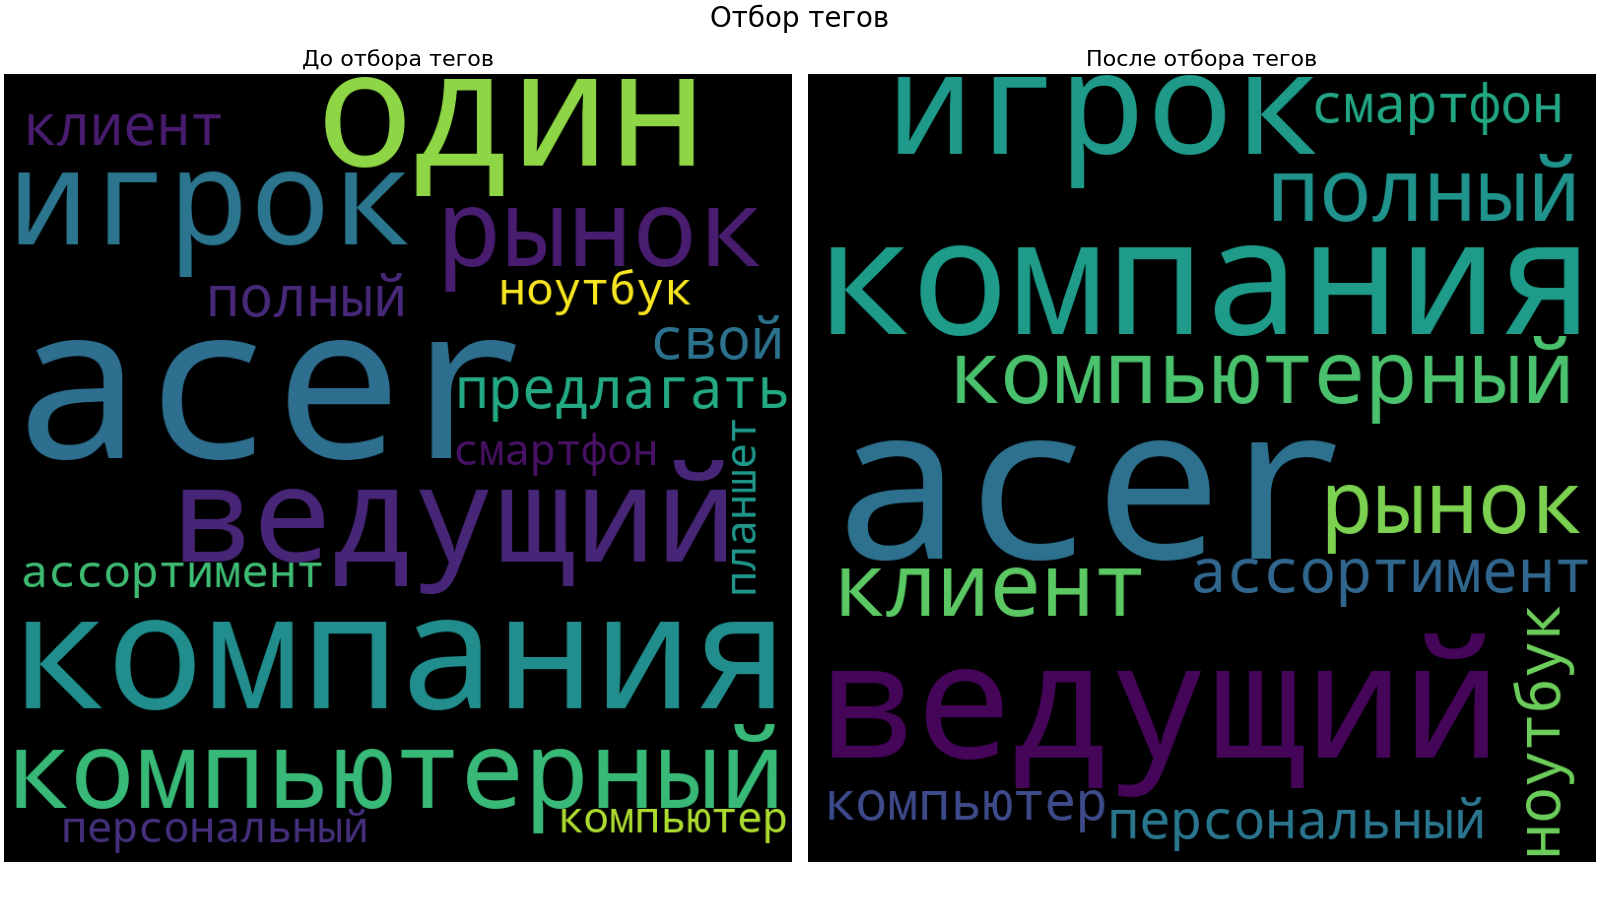 Отбор тегов
До отбора тегов
один
клиент
игрок
рынок
полный
ноутбук
свой
acer
предлагать
смартфон
планшет
ведущий
ассортимент
компания
компьютерный
персональный
компьютер
После отбора тегов
игрок
смартфон
полный
компания
компьютерный
acer
рынок
клиент
ассортимент
ведущий
ноутбук
компьютер
персональный